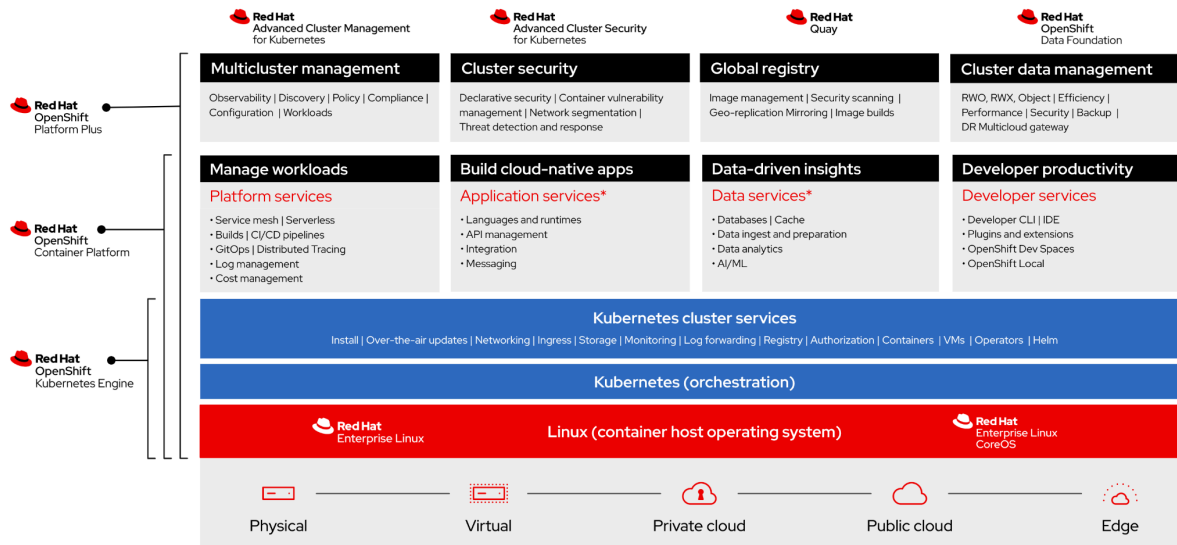 Red Hat
Advanced Cluster Management
for Kubernetes
Red Hat
Advanced Cluster Security
for Kubernetes
Red Hat
Quay
Red Hat
OpenShift
Data Foundation
Red Hat
OpenShift
Platform Plus
Multicluster management
Observability | Discovery | Policy | Compliance |
Configuration | Workloads
Cluster security
Declarative security | Container vulnerability
management | Network segmentation |
Threat detection and response
Global registry
Image management | Security scanning |
Geo-replication Mirroring | Image builds
Cluster data management
RWO, RWX, Object | Efficiency |
Performance | Security | Backup |
DR Multicloud gateway
Red Hat
OpenShift
Container Platform
Manage workloads
Platform services
• Service mesh | Serverless
• Builds | CI/CD pipelines
• GitOps | Distributed Tracing
• Log management
• Cost management
Build cloud-native apps
Application services*
• Languages and runtimes
• API management
• Integration
• Messaging
Data-driven insights
Data services*
• Databases | Cache
• Data ingest and preparation
• Data analytics
• AI/ML
Developer productivity
Developer services
• Developer CLI | IDE
• Plugins and extensions
• OpenShift Dev Spaces
• OpenShift Local
Red Hat
OpenShift
Kubernetes Engine
Kubernetes cluster services
Install | Over-the-air updates | Networking | Ingress | Storage | Monitoring | Log forwarding | Registry | Authorization | Containers | VMs | Operators | Helm
Kubernetes (orchestration)
Red Hat
Enterprise Linux
Linux (container host operating system)
Red Hat
Enterprise Linux
CoreOS
Physical
Virtual
Private cloud
Public cloud
Edge